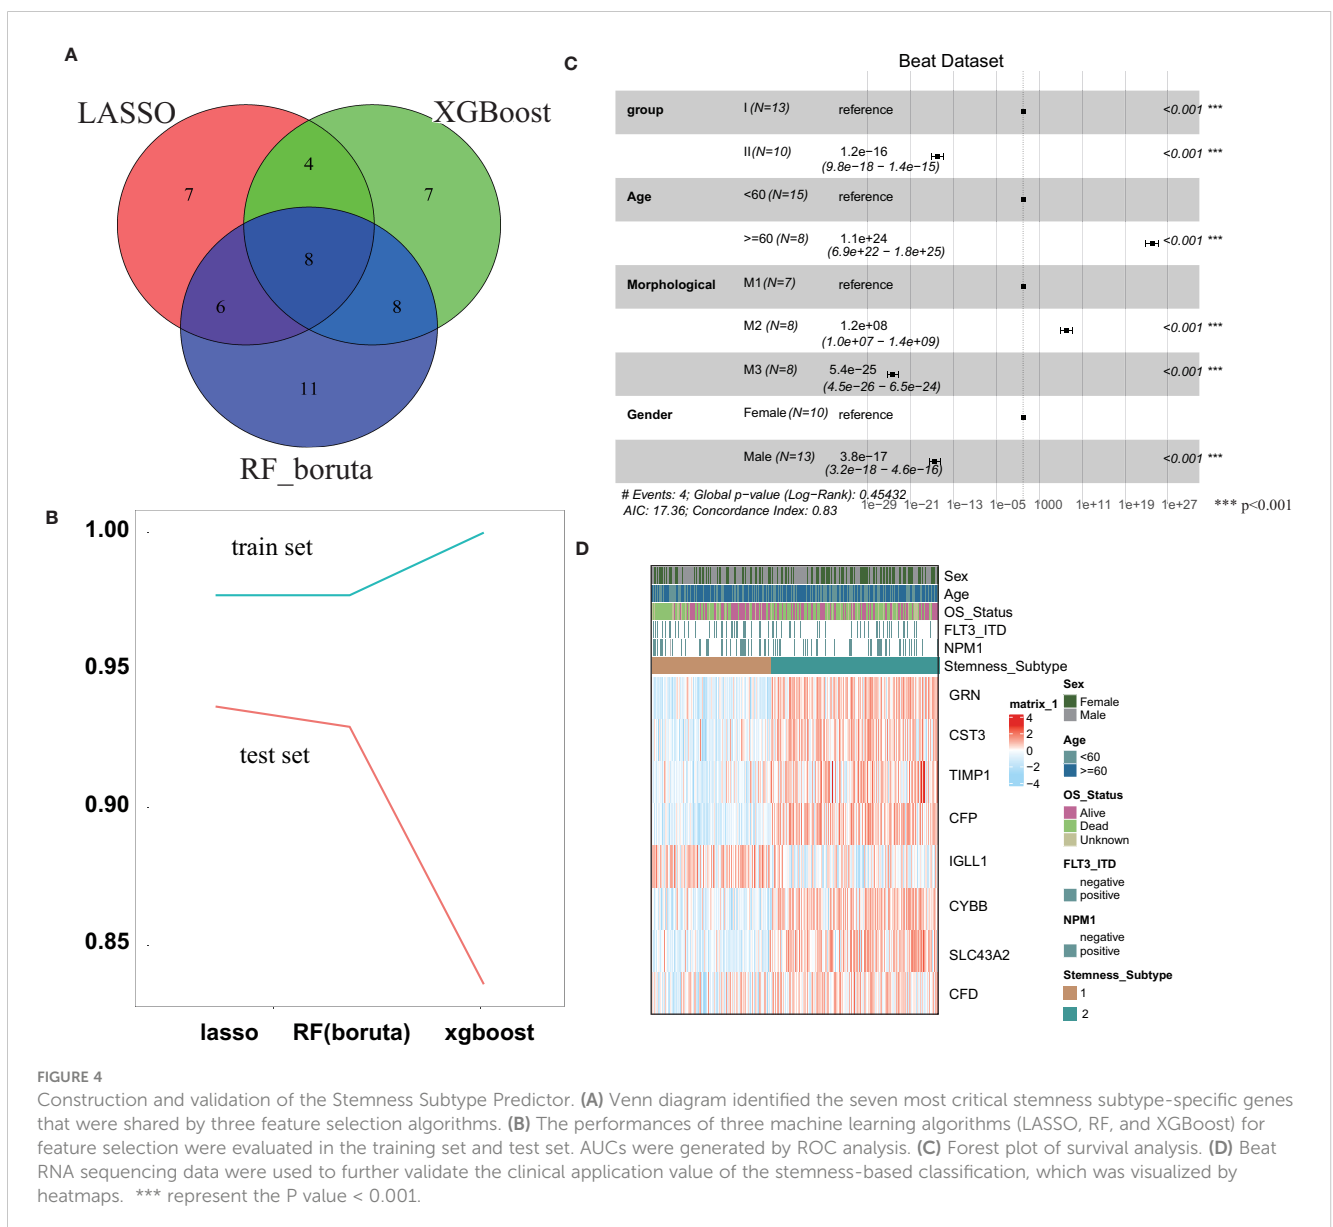 A
LASSO
XGBoost
7
4
7
8
6
8
11
RF_boruta
B
1.00
0.95
0.90
0.85
train set
test set
lasso RF(boruta) xgboost
C
Beat Dataset
group I (N=13) reference <0.001 ***
II(N=10) 1.2e−16 <0.001 ***
(9.8e−18 − 1.4e−15)
Age <60 (N=15) reference
>=60 (N=8) 1.1e+24 <0.001 ***
(6.9e+22 − 1.8e+25)
Morphological M1(N=7) reference
M2 (N=8) 1.2e+08 <0.001 ***
(1.0e+07 − 1.4e+09)
M3 (N=8) 5.4e−25 <0.001 ***
(4.5e−26 − 6.5e−24)
Gender Female (N=10) reference
Male (N=13) 3.8e−17 <0.001 ***
(3.2e−18 − 4.6e−16)
# Events: 4; Global p−value (Log−Rank): 0.45432
AIC: 17.36; Concordance Index: 0.83
1e−29 1e−21 1e−13 1e−05 1000 1e+11 1e+19 1e+27
*** p<0.001
D
Sex
Age
OS_Status
FLT3_ITD
NPM1
Stemness_Subtype
GRN
CST3
TIMP1
CFP
IGLL1
CYBB
SLC43A2
CFD
matrix_1
4
2
0
−2
−4
Sex
Female
Male
Age
<60
>=60
OS_Status
Alive
Dead
Unknown
FLT3_ITD
negative
positive
NPM1
negative
positive
Stemness_Subtype
1
2
FIGURE 4
Construction and validation of the Stemness Subtype Predictor. (A) Venn diagram identified the seven most critical stemness subtype-specific genes
that were shared by three feature selection algorithms. (B) The performances of three machine learning algorithms (LASSO, RF, and XGBoost) for
feature selection were evaluated in the training set and test set. AUCs were generated by ROC analysis. (C) Forest plot of survival analysis. (D) Beat
RNA sequencing data were used to further validate the clinical application value of the stemness-based classification, which was visualized by
heatmaps. *** represent the P value < 0.001.